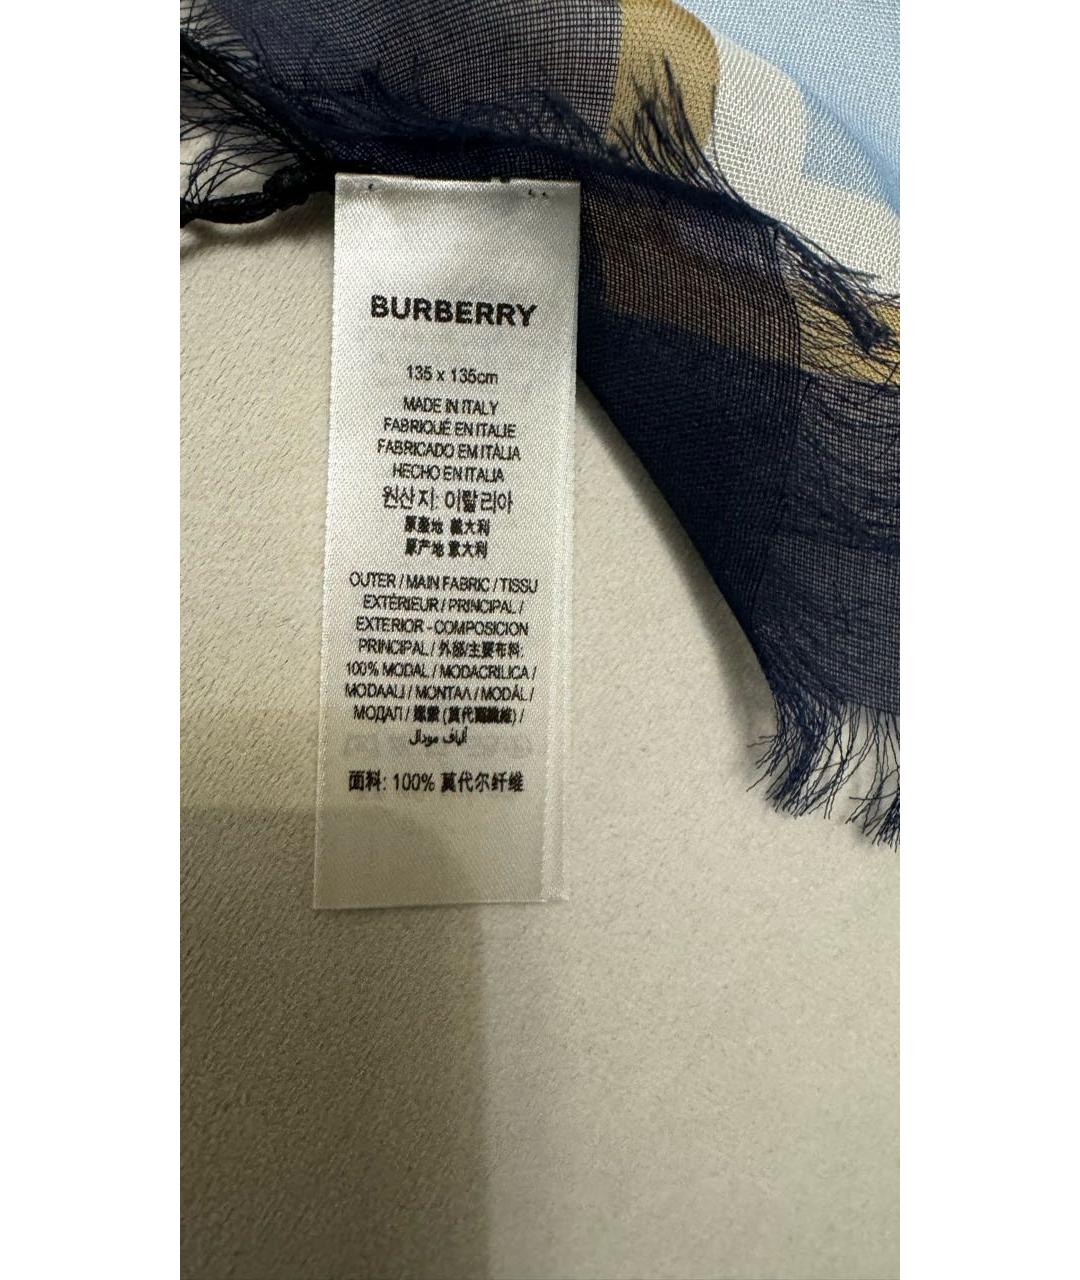 BURBERRY
135 x 135cm
MADE IN ITALY
FABRIQUÉ EN ITALIE
FABRICADO EM ITÁLIA
HECHO EN ITALIA
원산지: 이탈리아
原產地 義大利
原产地 意大利
OUTER / MAIN FABRIC / TISSU
EXTÉRIEUR / PRINCIPAL /
EXTERIOR - COMPOSICION
PRINCIPAL / 外部/主要布料:
100% MODAL / MODACRILICA /
MODAALI / ΜΟΝΤΑΛ / MODÁL /
МОДАЛ / (莫代爾纖維) /
ألياف مودال
面料: 100% 莫代尔纤维